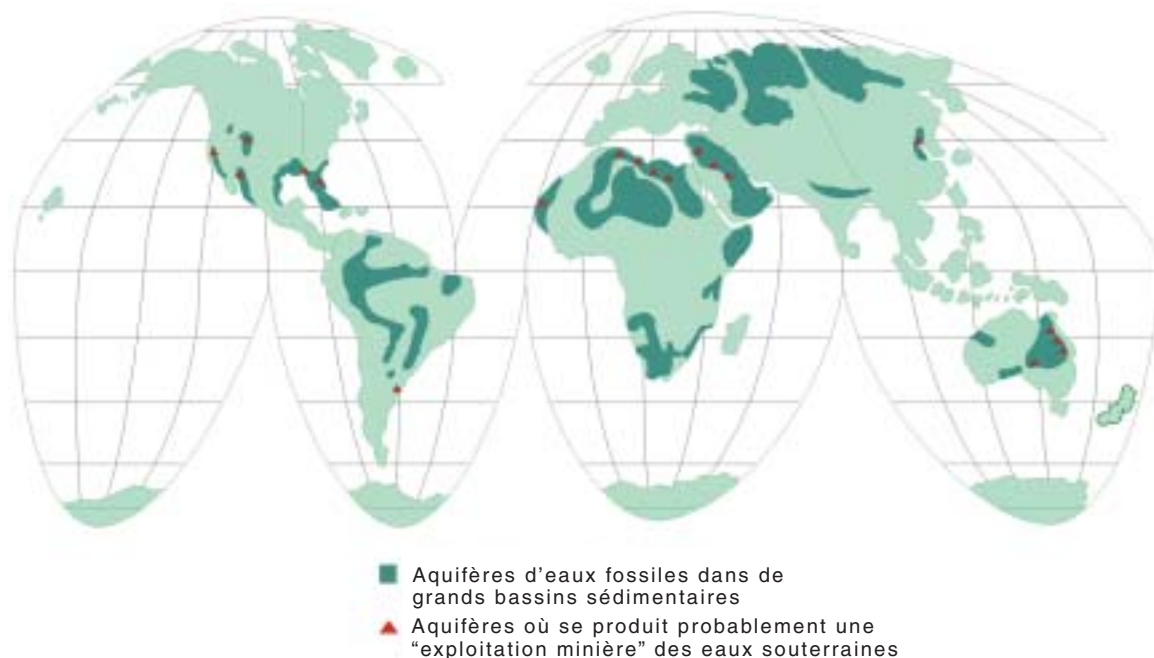 Aquifères d'eaux fossiles dans de
grands bassins sédimentaires
Aquifères où se produit probablement une
“exploitation minière” des eaux souterraines